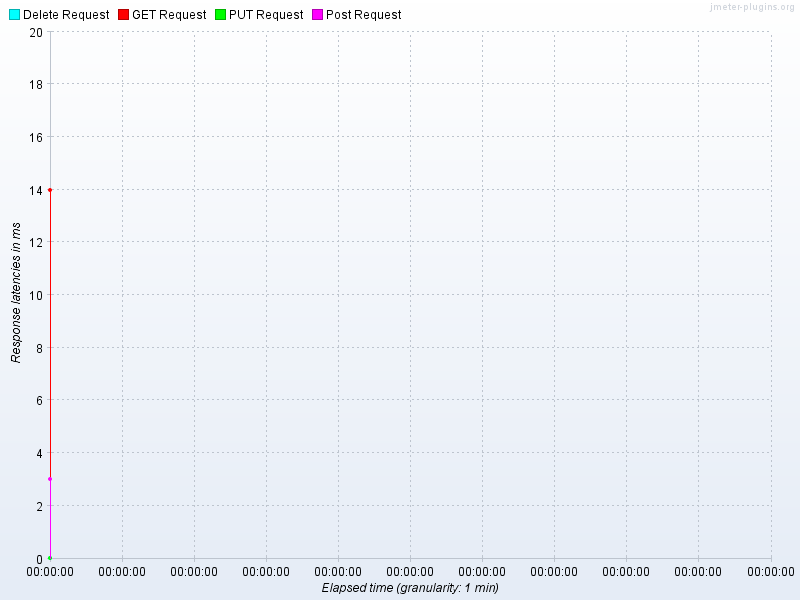 Delete Request GET Request PUT Request Post Request
jmeter-plugins.org
20
18
16
14
12
10
8
6
4
2
0
Response latencies in ms
00:00:00 00:00:00 00:00:00 00:00:00 00:00:00 00:00:00 00:00:00 00:00:00 00:00:00 00:00:00 00:00:00
Elapsed time (granularity: 1 min)